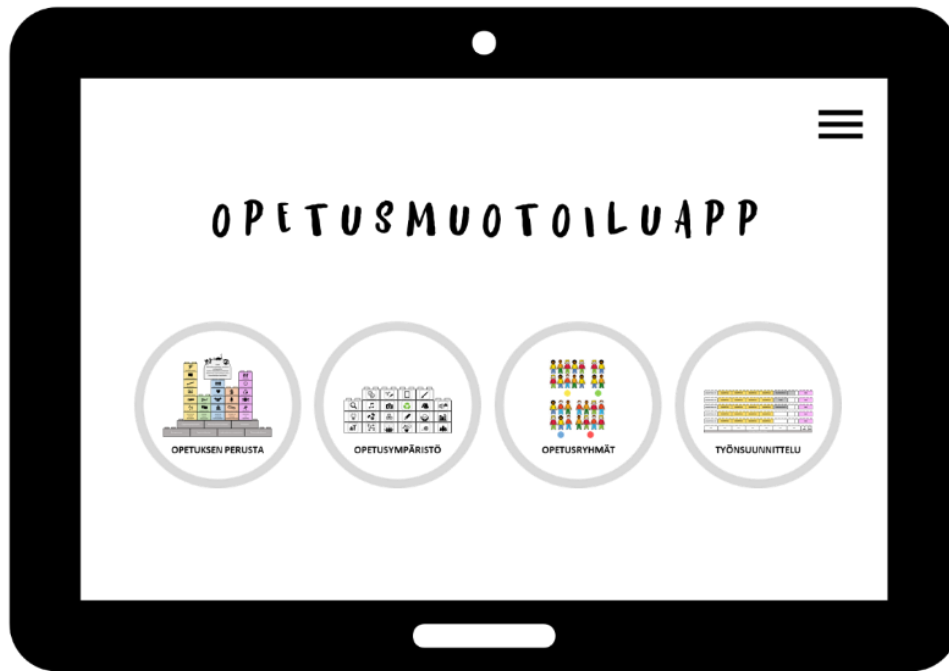 OPETUSMUOTOILUAPP
OPETUKSEN PERUSTA
OPETUSYMPÄRISTÖ
OPETUSRYHMÄT
TYÖNSUUNNITTELU